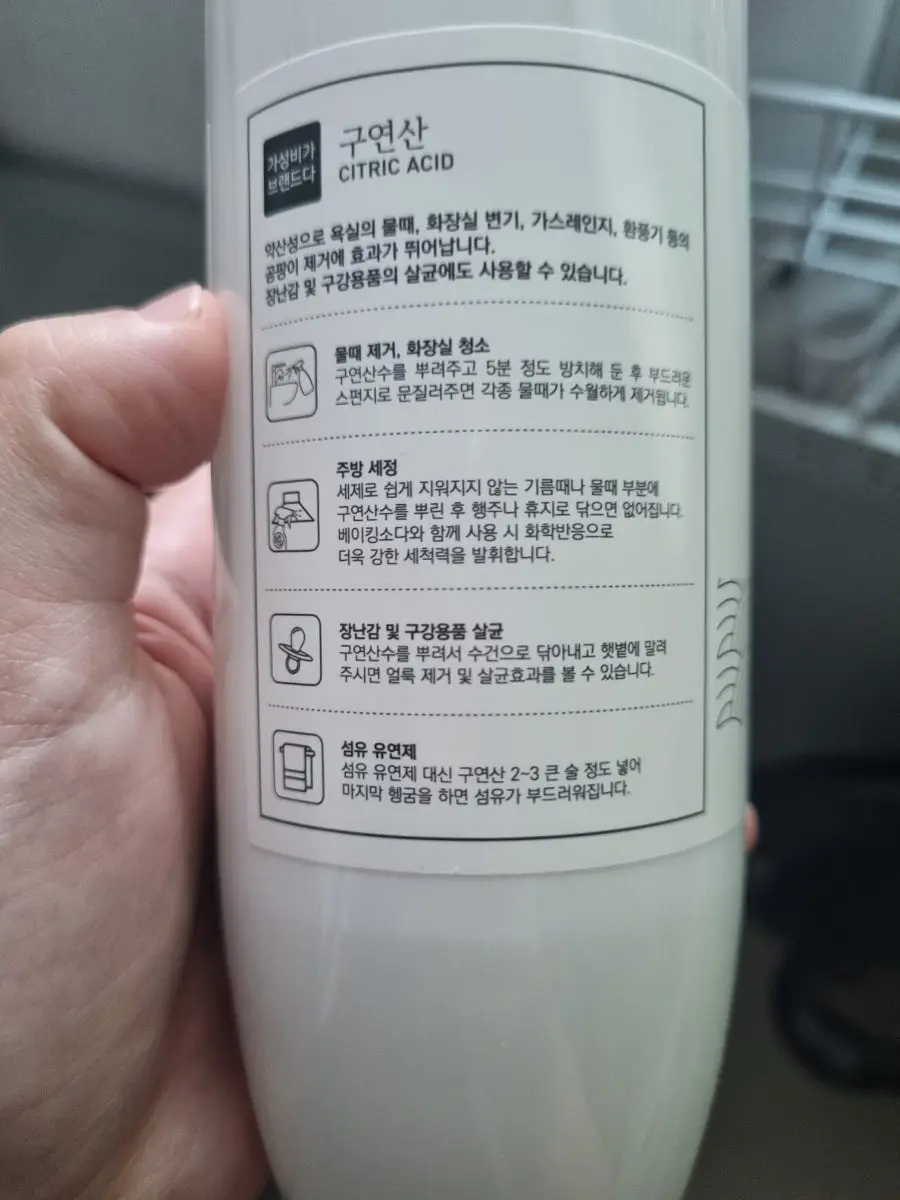 가성비가
브랜드다
구연산
CITRIC ACID
약산성으로 욕실의 물때, 화장실 변기, 가스레인지, 환풍기 등의
곰팡이 제거에 효과가 뛰어납니다.
장난감 및 구강용품의 살균에도 사용할 수 있습니다.
물때 제거, 화장실 청소
구연산수를 뿌려주고 5분 정도 방치해 둔 후 부드러운
스펀지로 문질러주면 각종 물때가 수월하게 제거됩니다.
주방 세정
세제로 쉽게 지워지지 않는 기름때나 물때 부분에
구연산수를 뿌린 후 행주나 휴지로 닦으면 없어집니다.
베이킹소다와 함께 사용 시 화학반응으로
더욱 강한 세척력을 발휘합니다.
장난감 및 구강용품 살균
구연산수를 뿌려서 수건으로 닦아내고 햇볕에 말려
주시면 얼룩 제거 및 살균효과를 볼 수 있습니다.
섬유 유연제
섬유 유연제 대신 구연산 2~3 큰 술 정도 넣어
마지막 헹굼을 하면 섬유가 부드러워집니다.